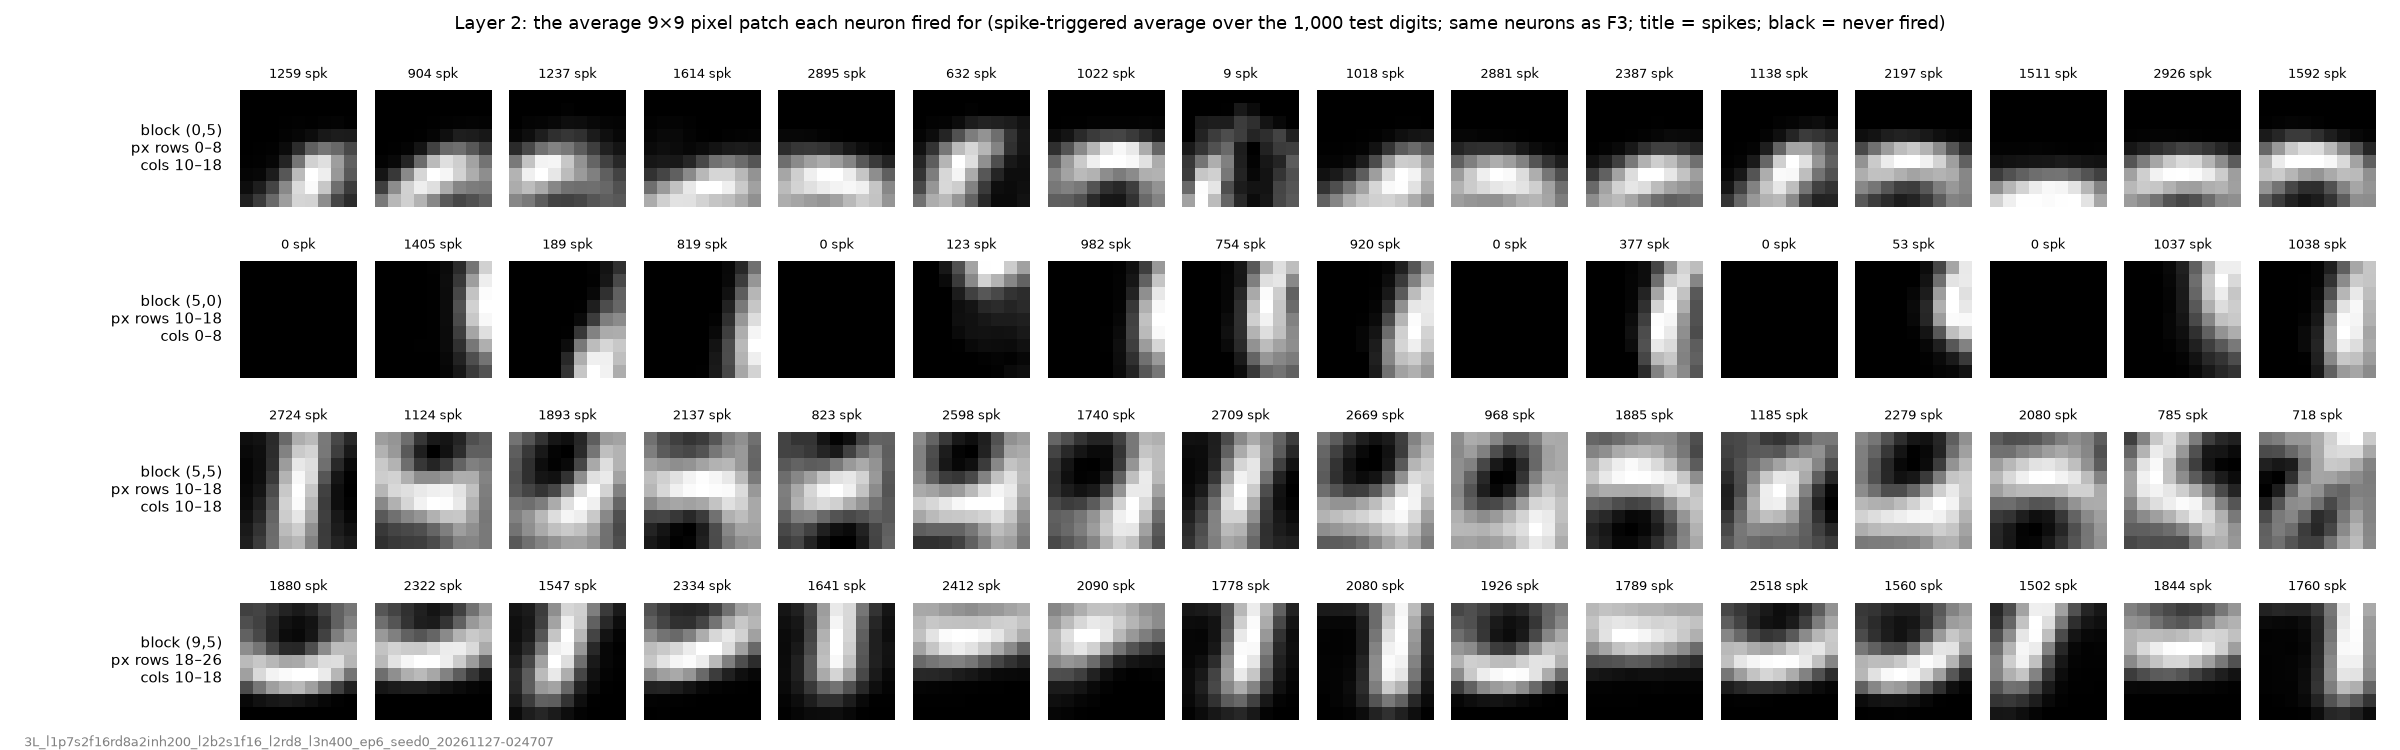 Layer 2: the average 9×9 pixel patch each neuron fired for (spike-triggered average over the 1,000 test digits; same neurons as F3; title = spikes; black = never fired)
1259 spk 904 spk 1237 spk 1614 spk 2895 spk 632 spk 1022 spk 9 spk 1018 spk 2881 spk 2387 spk 1138 spk 2197 spk 1511 spk 2926 spk 1592 spk
block (0,5)
px rows 0–8
cols 10–18
0 spk 1405 spk 189 spk 819 spk 0 spk 123 spk 982 spk 754 spk 920 spk 0 spk 377 spk 0 spk 53 spk 0 spk 1037 spk 1038 spk
block (5,0)
px rows 10–18
cols 0–8
2724 spk 1124 spk 1893 spk 2137 spk 823 spk 2598 spk 1740 spk 2709 spk 2669 spk 968 spk 1885 spk 1185 spk 2279 spk 2080 spk 785 spk 718 spk
block (5,5)
px rows 10–18
cols 10–18
1880 spk 2322 spk 1547 spk 2334 spk 1641 spk 2412 spk 2090 spk 1778 spk 2080 spk 1926 spk 1789 spk 2518 spk 1560 spk 1502 spk 1844 spk 1760 spk
block (9,5)
px rows 18–26
cols 10–18
3L_l1p7s2f16rd8a2inh200_l2b2s1f16_l2rd8_l3n400_ep6_seed0_20261127-024707